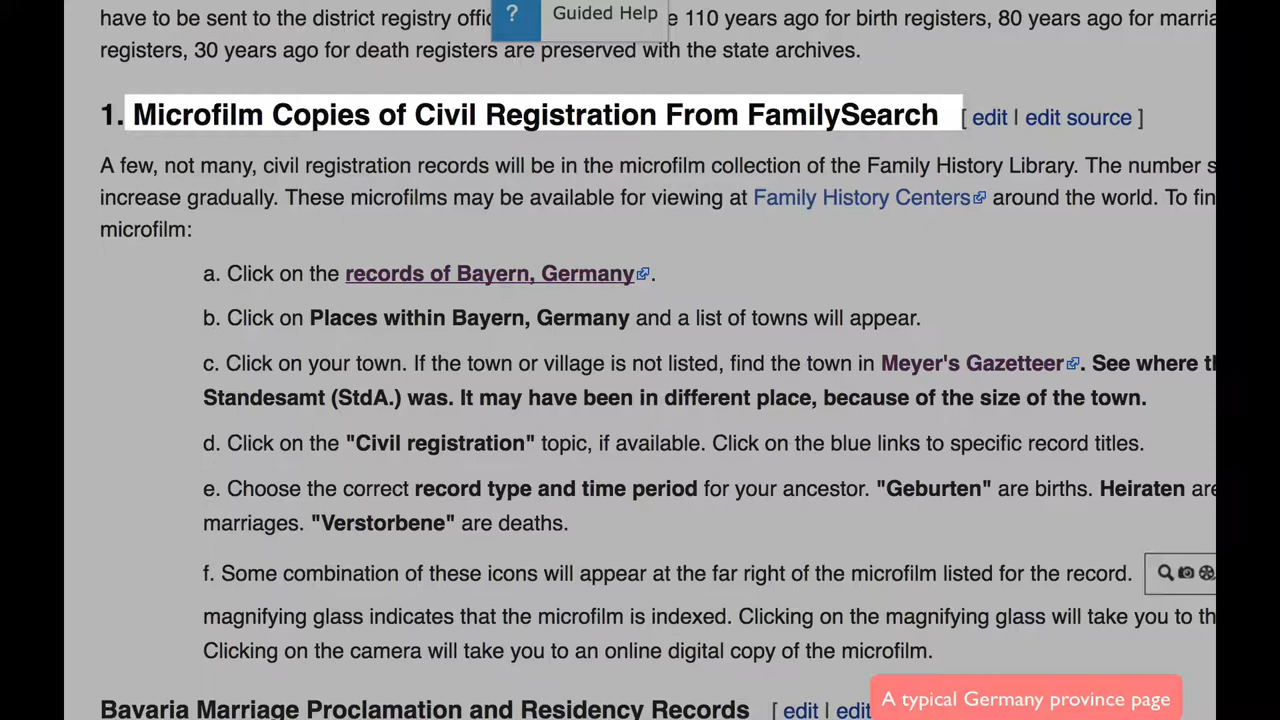 have to be sent to the district registry offic
? Guided Help
e 110 years ago for birth registers, 80 years ago for marria
registers, 30 years ago for death registers are preserved with the state archives.
1. Microfilm Copies of Civil Registration From FamilySearch [ edit | edit source ]
A few, not many, civil registration records will be in the microfilm collection of the Family History Library. The number s
increase gradually. These microfilms may be available for viewing at Family History Centers around the world. To fin
microfilm:
a. Click on the records of Bayern, Germany.
b. Click on Places within Bayern, Germany and a list of towns will appear.
c. Click on your town. If the town or village is not listed, find the town in Meyer's Gazetteer. See where th
Standesamt (StdA.) was. It may have been in different place, because of the size of the town.
d. Click on the "Civil registration" topic, if available. Click on the blue links to specific record titles.
e. Choose the correct record type and time period for your ancestor. "Geburten" are births. Heiraten are
marriages. "Verstorbene" are deaths.
f. Some combination of these icons will appear at the far right of the microfilm listed for the record.
magnifying glass indicates that the microfilm is indexed. Clicking on the magnifying glass will take you to th
Clicking on the camera will take you to an online digital copy of the microfilm.
Bavaria Marriage Proclamation and Residency Records [ edit | edit
A typical Germany province page